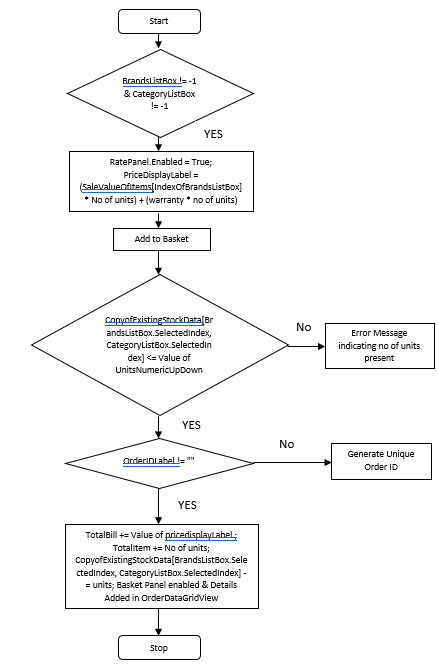 Start
BrandsListBox != -1
& CategoryListBox
!= -1
YES
RatePanel.Enabled = True;
PriceDisplayLabel =
(SaleValueOfItems[IndexOfBrandsListBox]
* No of units) + (warranty * no of units)
Add to Basket
CopyofExistingStockData[Br
andsListBox.SelectedIndex,
CategoryListBox.SelectedIn
dex] <= Value of
UnitsNumericUpDown
No
Error Message
indicating no of units
present
YES
OrderIDLabel != ""
No
Generate Unique
Order ID
YES
TotalBill += Value of pricedisplayLabel ;
TotalItem += No of units;
CopyofExistingStockData[BrandsListBox.Sele
ctedIndex, CategoryListBox.SelectedIndex] -
= units; Basket Panel enabled & Details
Added in OrderDataGridView
Stop